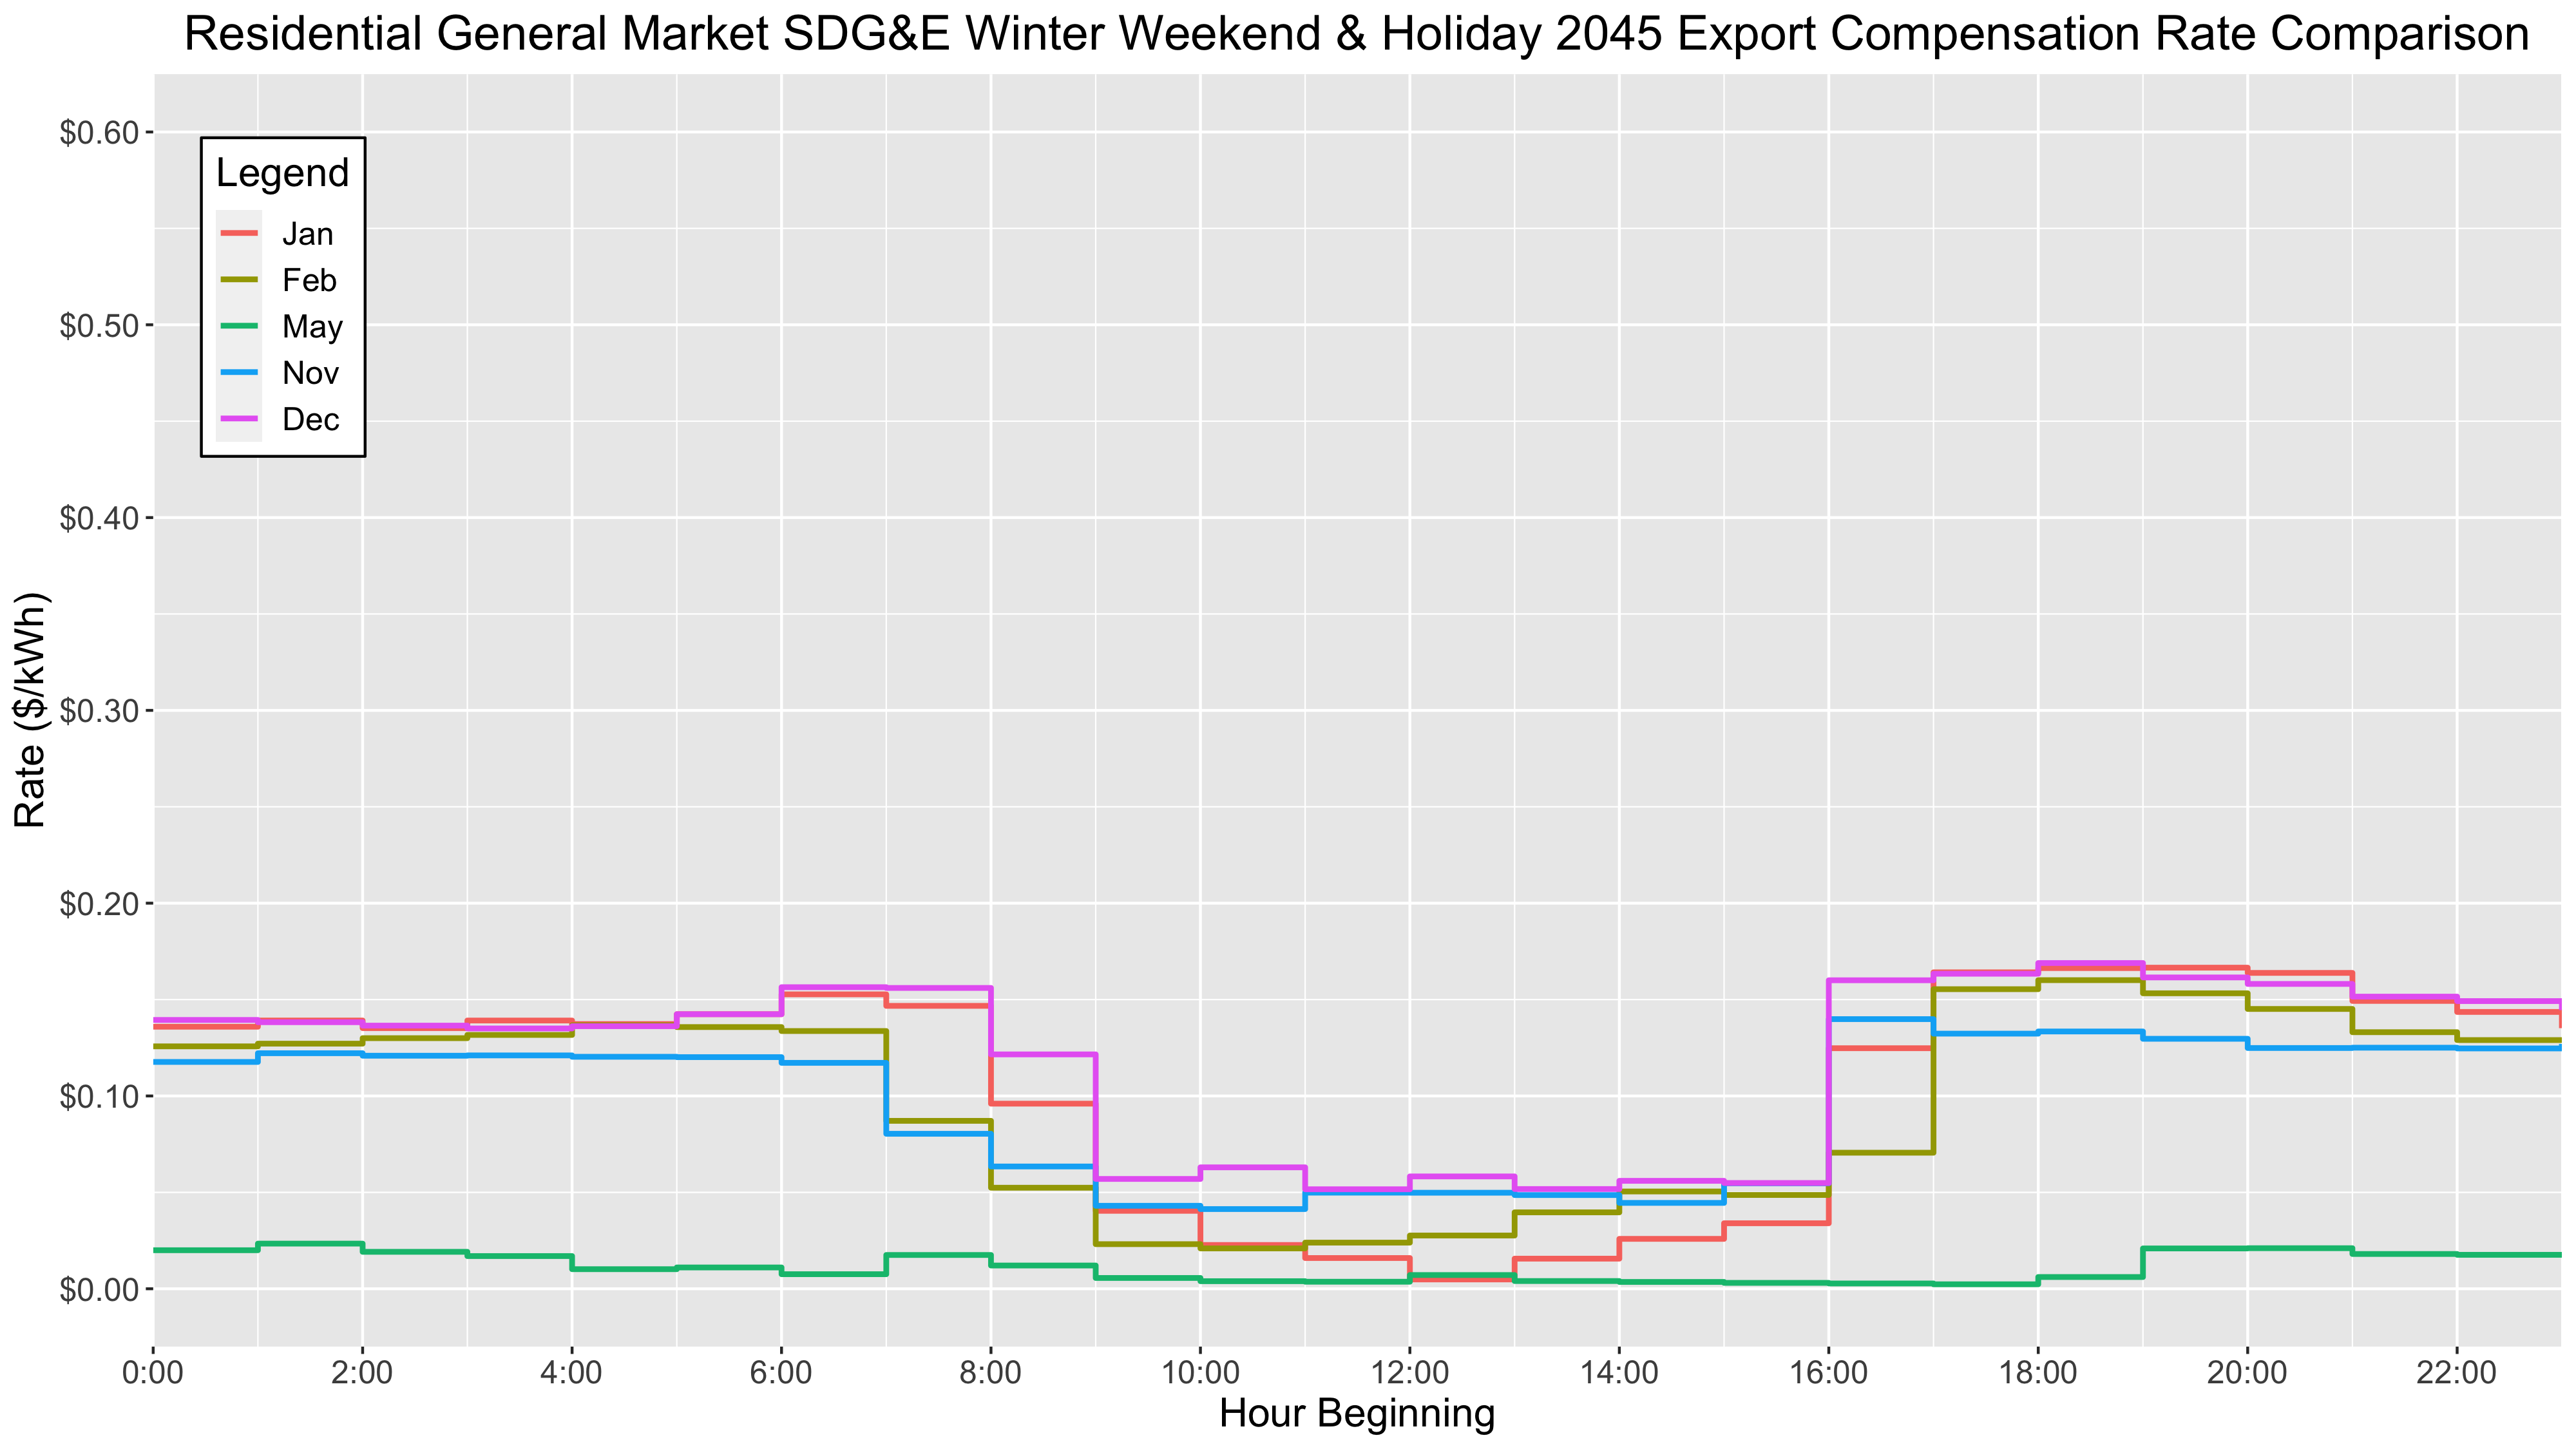 Residential General Market SDG&E Winter Weekend & Holiday 2045 Export Compensation Rate Comparison
Legend
Jan
Feb
May
Nov
Dec
Rate ($/kWh)
$0.60
$0.50
$0.40
$0.30
$0.20
$0.10
$0.00
0:00 2:00 4:00 6:00 8:00 10:00 12:00 14:00 16:00 18:00 20:00 22:00
Hour Beginning